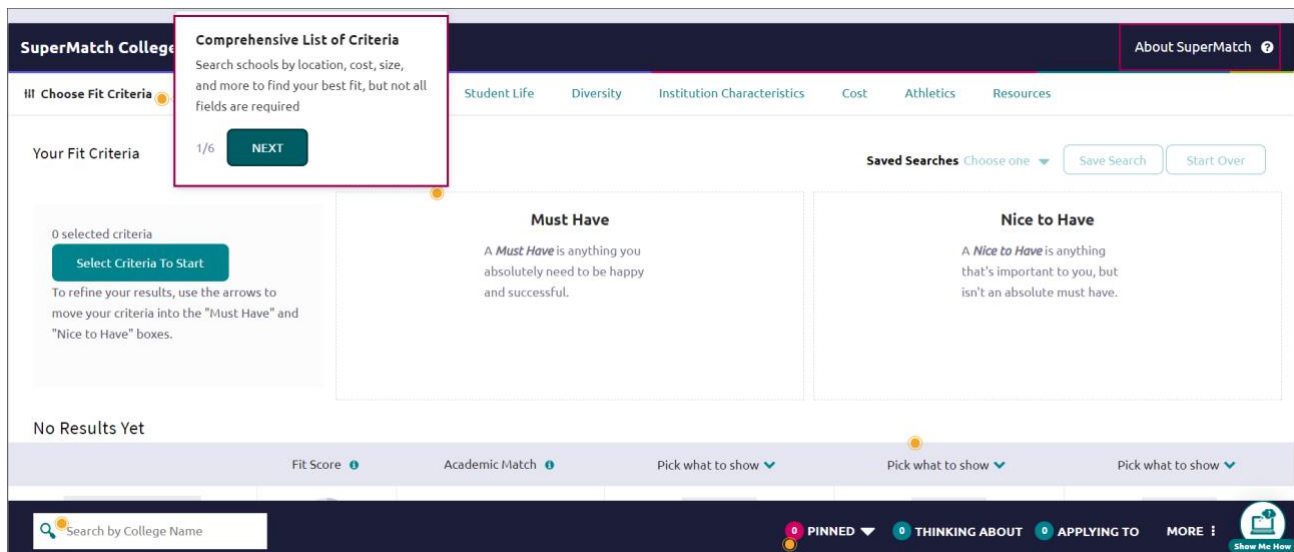 SuperMatch College
Comprehensive List of Criteria
Search schools by location, cost, size,
and more to find your best fit, but not all
fields are required
1/6 NEXT
About SuperMatch ?
Choose Fit Criteria
Student Life Diversity Institution Characteristics Cost Athletics Resources
Your Fit Criteria
Saved Searches Choose one Save Search Start Over
0 selected criteria
Select Criteria To Start
To refine your results, use the arrows to
move your criteria into the "Must Have" and
"Nice to Have" boxes.
Must Have
A Must Have is anything you
absolutely need to be happy
and successful.
Nice to Have
A Nice to Have is anything
that's important to you, but
isn't an absolute must have.
No Results Yet
Fit Score Academic Match Pick what to show Pick what to show Pick what to show
Search by College Name
0 PINNED 0 THINKING ABOUT 0 APPLYING TO MORE
Show Me How